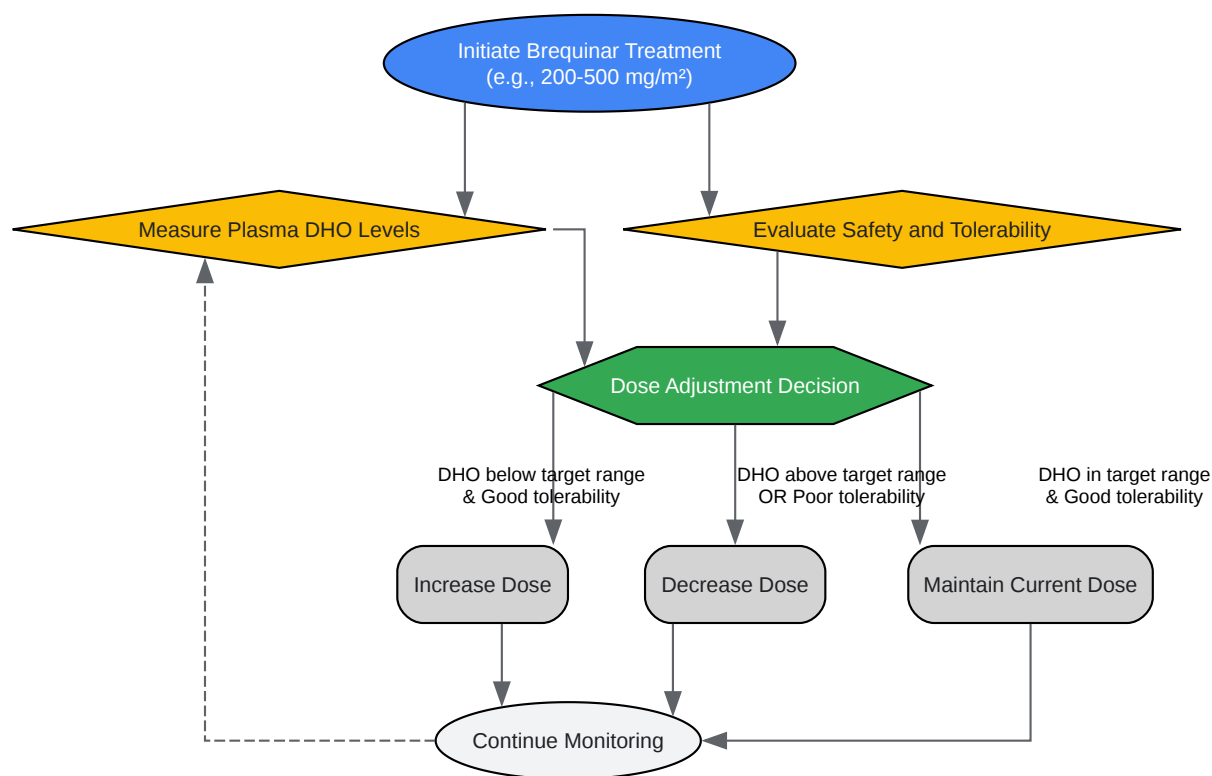 Initiate Brequinar Treatment
(e.g., 200-500 mg/m²)
Measure Plasma DHO Levels
Evaluate Safety and Tolerability
Dose Adjustment Decision
DHO below target range
& Good tolerability
DHO above target range
OR Poor tolerability
DHO in target range
& Good tolerability
Increase Dose
Decrease Dose
Maintain Current Dose
Continue Monitoring